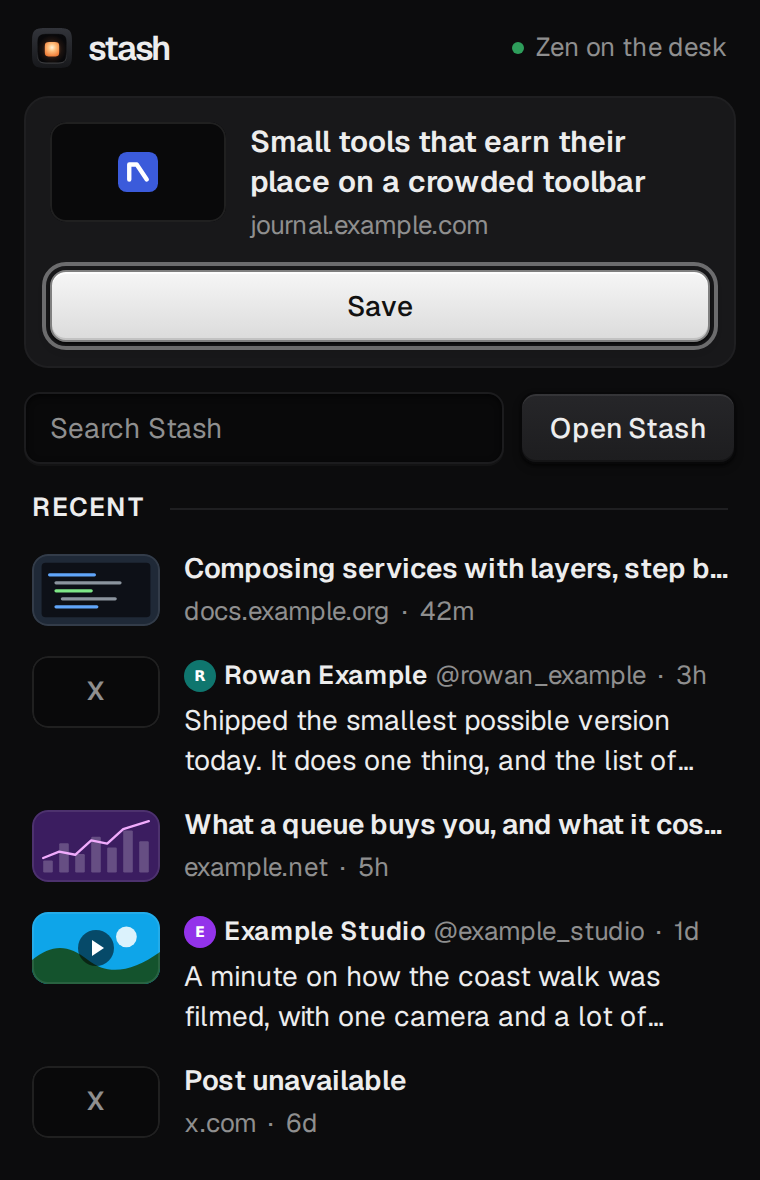 stash
Zen on the desk
Small tools that earn their
place on a crowded toolbar
journal.example.com
Save
Search Stash
Open Stash
RECENT
Composing services with layers, step b…
docs.example.org · 42m
X
R Rowan Example @rowan_example · 3h
Shipped the smallest possible version
today. It does one thing, and the list of…
What a queue buys you, and what it cos…
example.net · 5h
E Example Studio @example_studio · 1d
A minute on how the coast walk was
filmed, with one camera and a lot of…
X
Post unavailable
x.com · 6d